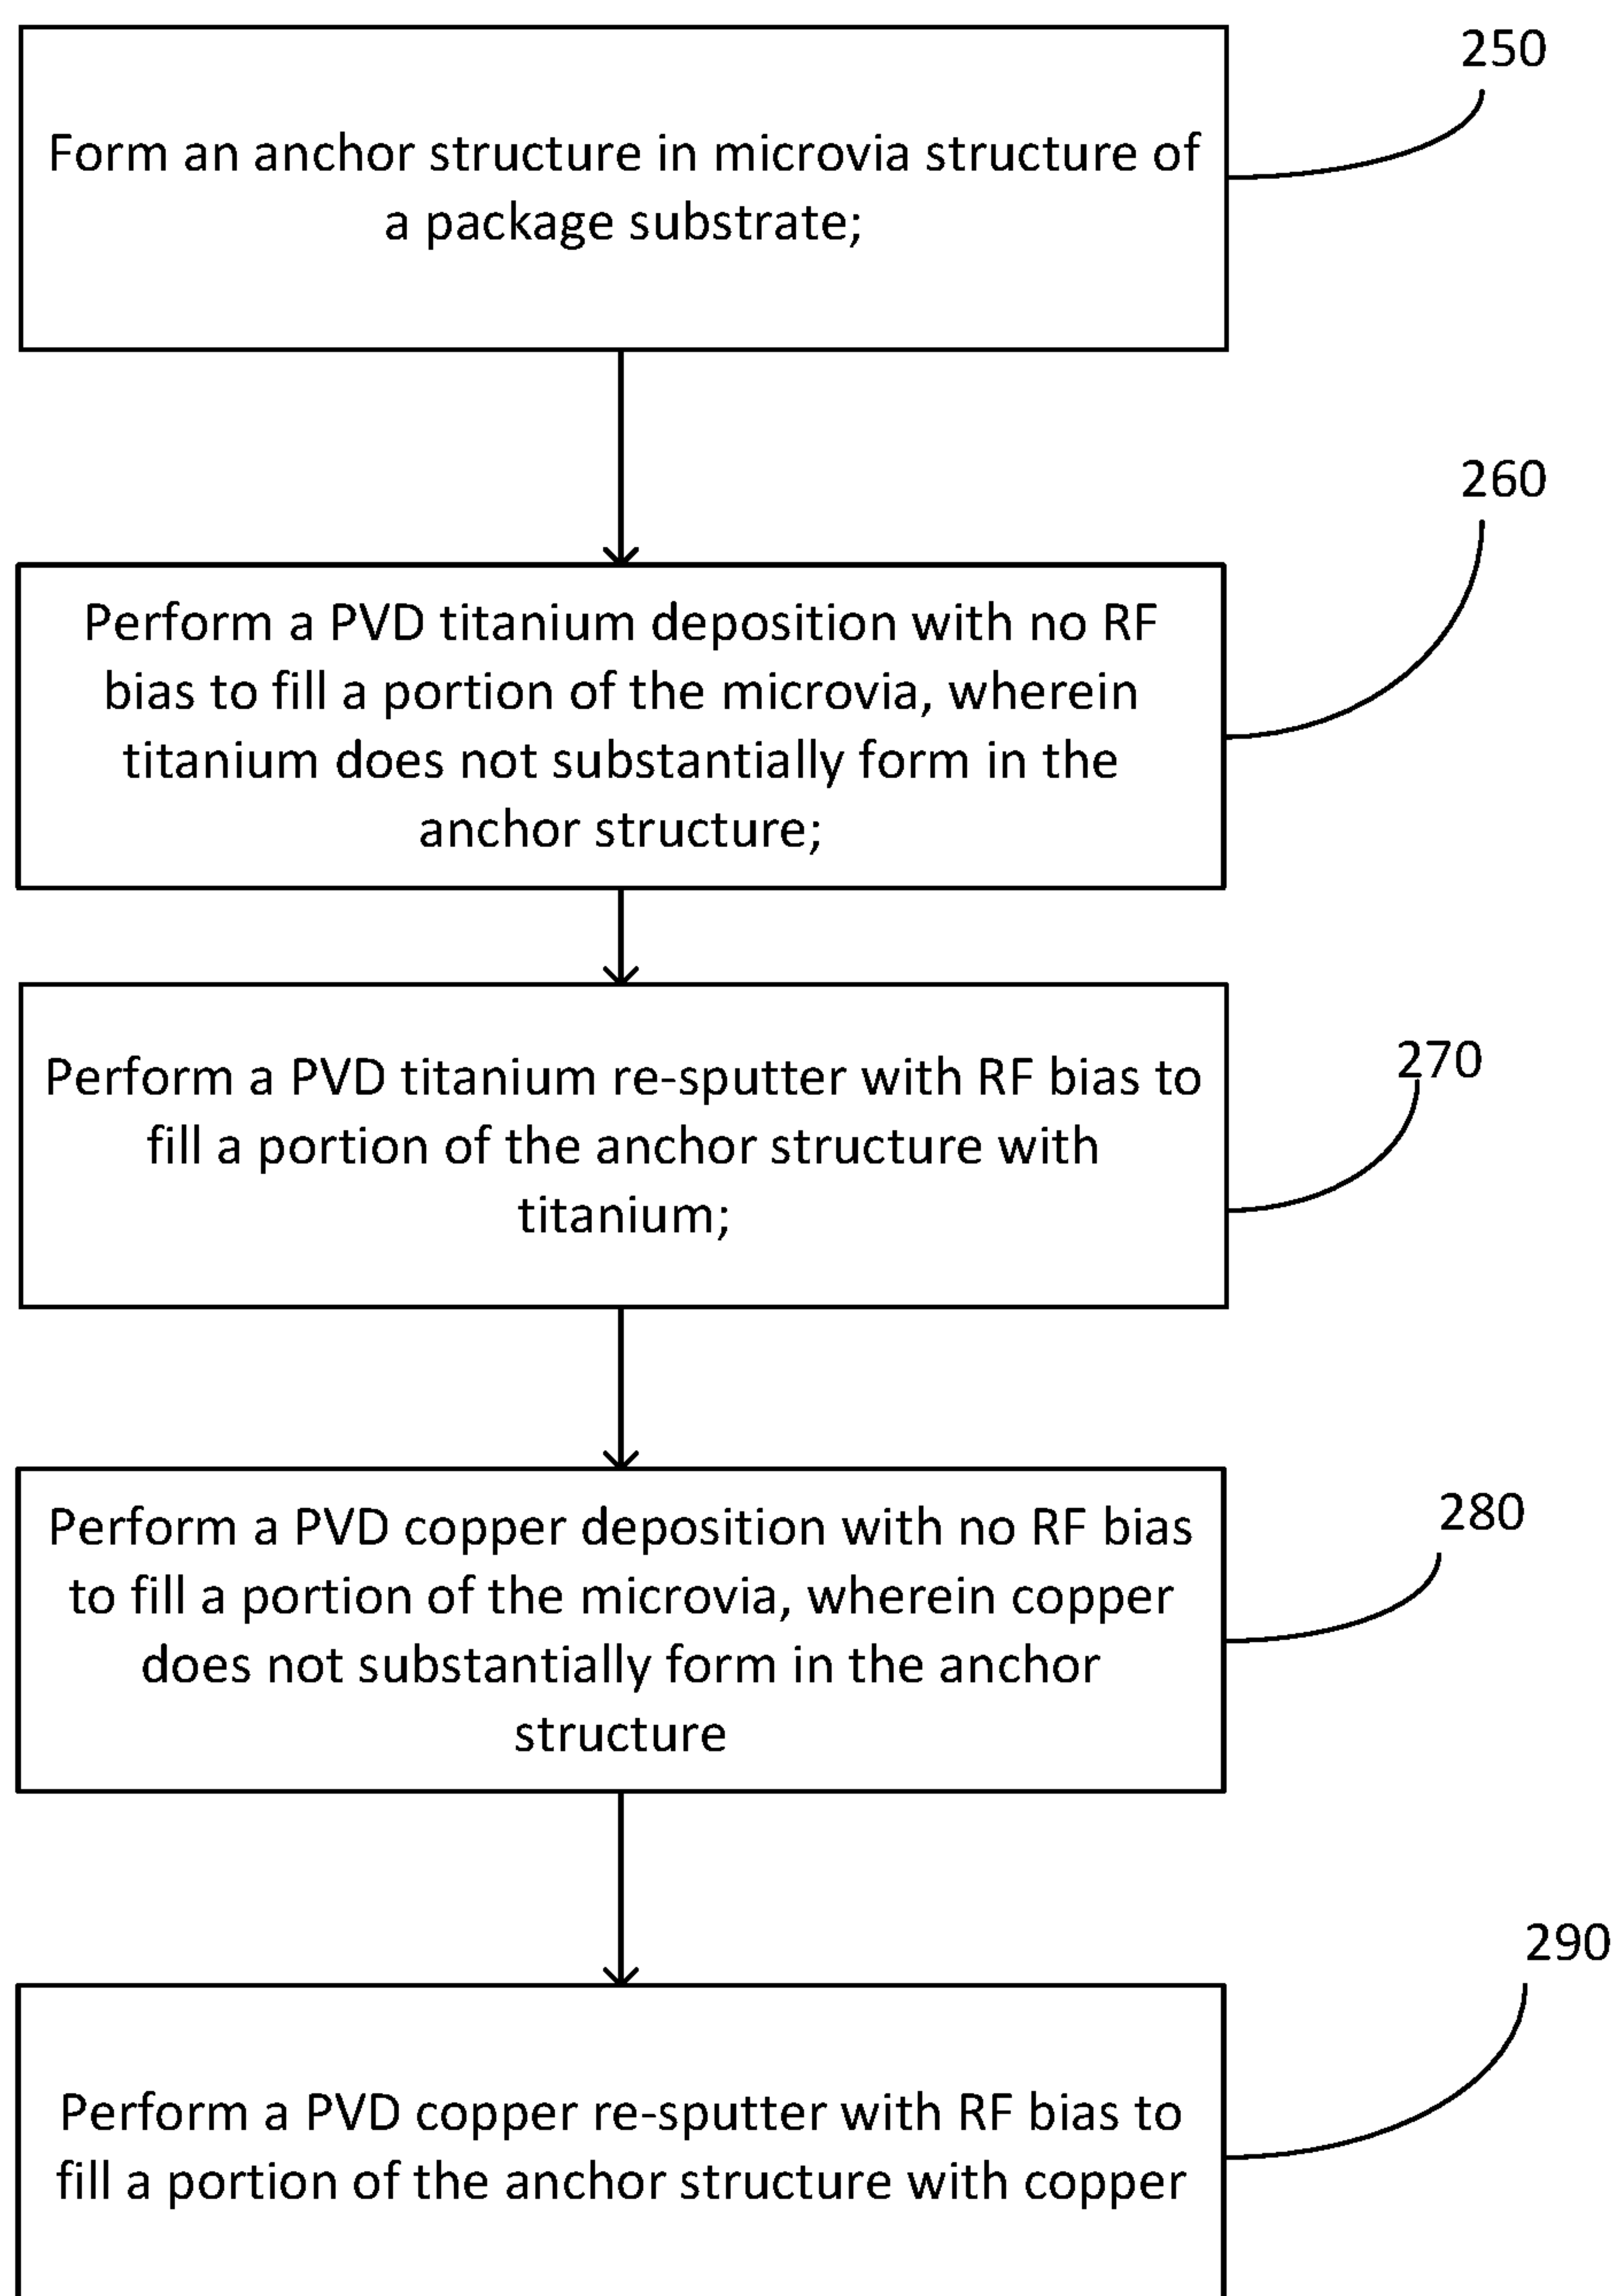 250
Form an anchor structure in microvia structure of
a package substrate;
260
Perform a PVD titanium deposition with no RF
bias to fill a portion of the microvia, wherein
titanium does not substantially form in the
anchor structure;
270
Perform a PVD titanium re-sputter with RF bias to
fill a portion of the anchor structure with
titanium;
280
Perform a PVD copper deposition with no RF bias
to fill a portion of the microvia, wherein copper
does not substantially form in the anchor
structure
290
Perform a PVD copper re-sputter with RF bias to
fill a portion of the anchor structure with copper